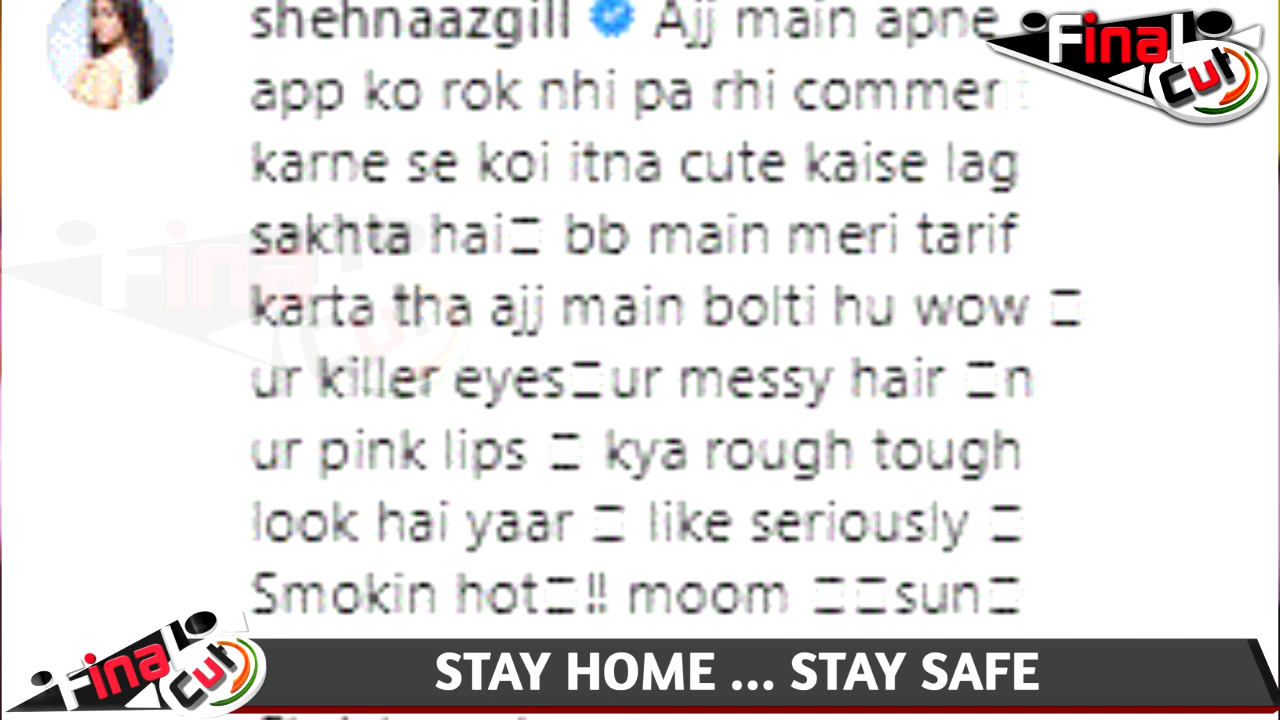 shehnaazgill Ajj main apne
app ko rok nhi pa rhi commer
karne se koi itna cute kaise lag
sakhta hai bb main meri tarif
karta tha ajj main bolti hu wow
ur killer eyes ur messy hair n
ur pink lips kya rough tough
look hai yaar like seriously
Smokin hot!! moom sun
Final Cut
Final Cut
Final Cut
STAY HOME ... STAY SAFE